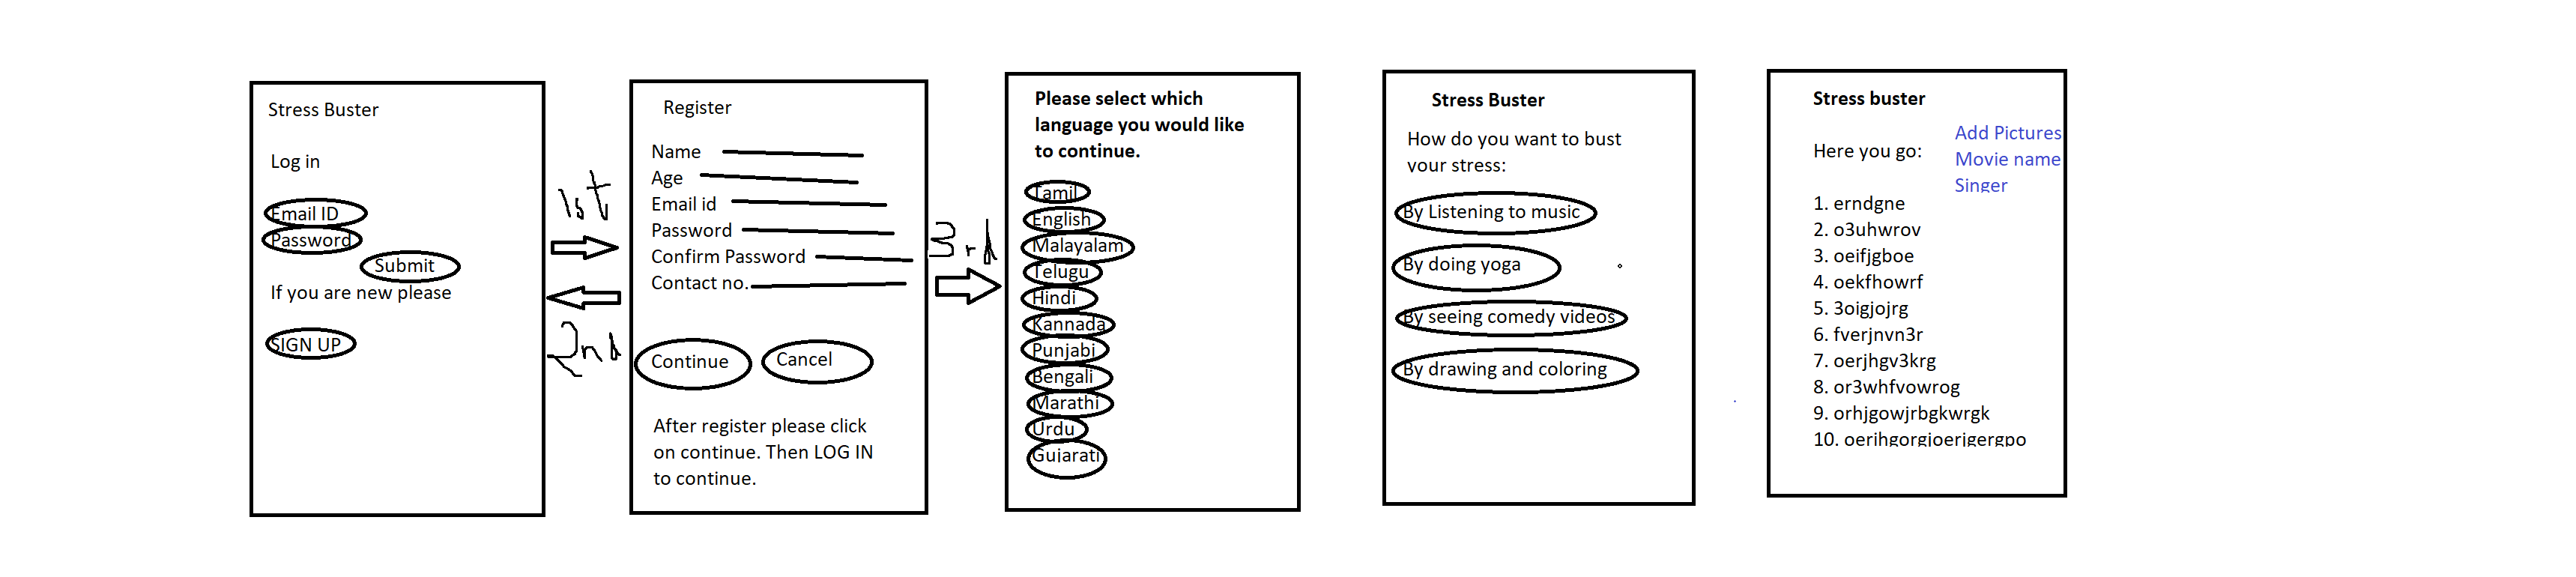 Stress Buster
Log in
Email ID
Password
Submit
If you are new please
SIGN UP
1st
2nd
Register
Name
Age
Email id
Password
Confirm Password
Contact no.
Continue
Cancel
After register please click
on continue. Then LOG IN
to continue.
3rd
Please select which
language you would like
to continue.
Tamil
English
Malayalam
Telugu
Hindi
Kannada
Punjabi
Bengali
Marathi
Urdu
Gujarati
Stress Buster
How do you want to bust
your stress:
By Listening to music
By doing yoga
By seeing comedy videos
By drawing and coloring
Stress buster
Add Pictures
Movie name
Singer
Here you go:
1. erndgne
2. o3uhwrov
3. oeifjgboe
4. oekfhowrf
5. 3oigjojrg
6. fverjnvn3r
7. oerjhgv3krg
8. or3whfvowrog
9. orhjgowjrbgkwrgk
10. oerihgorgioerigergpo